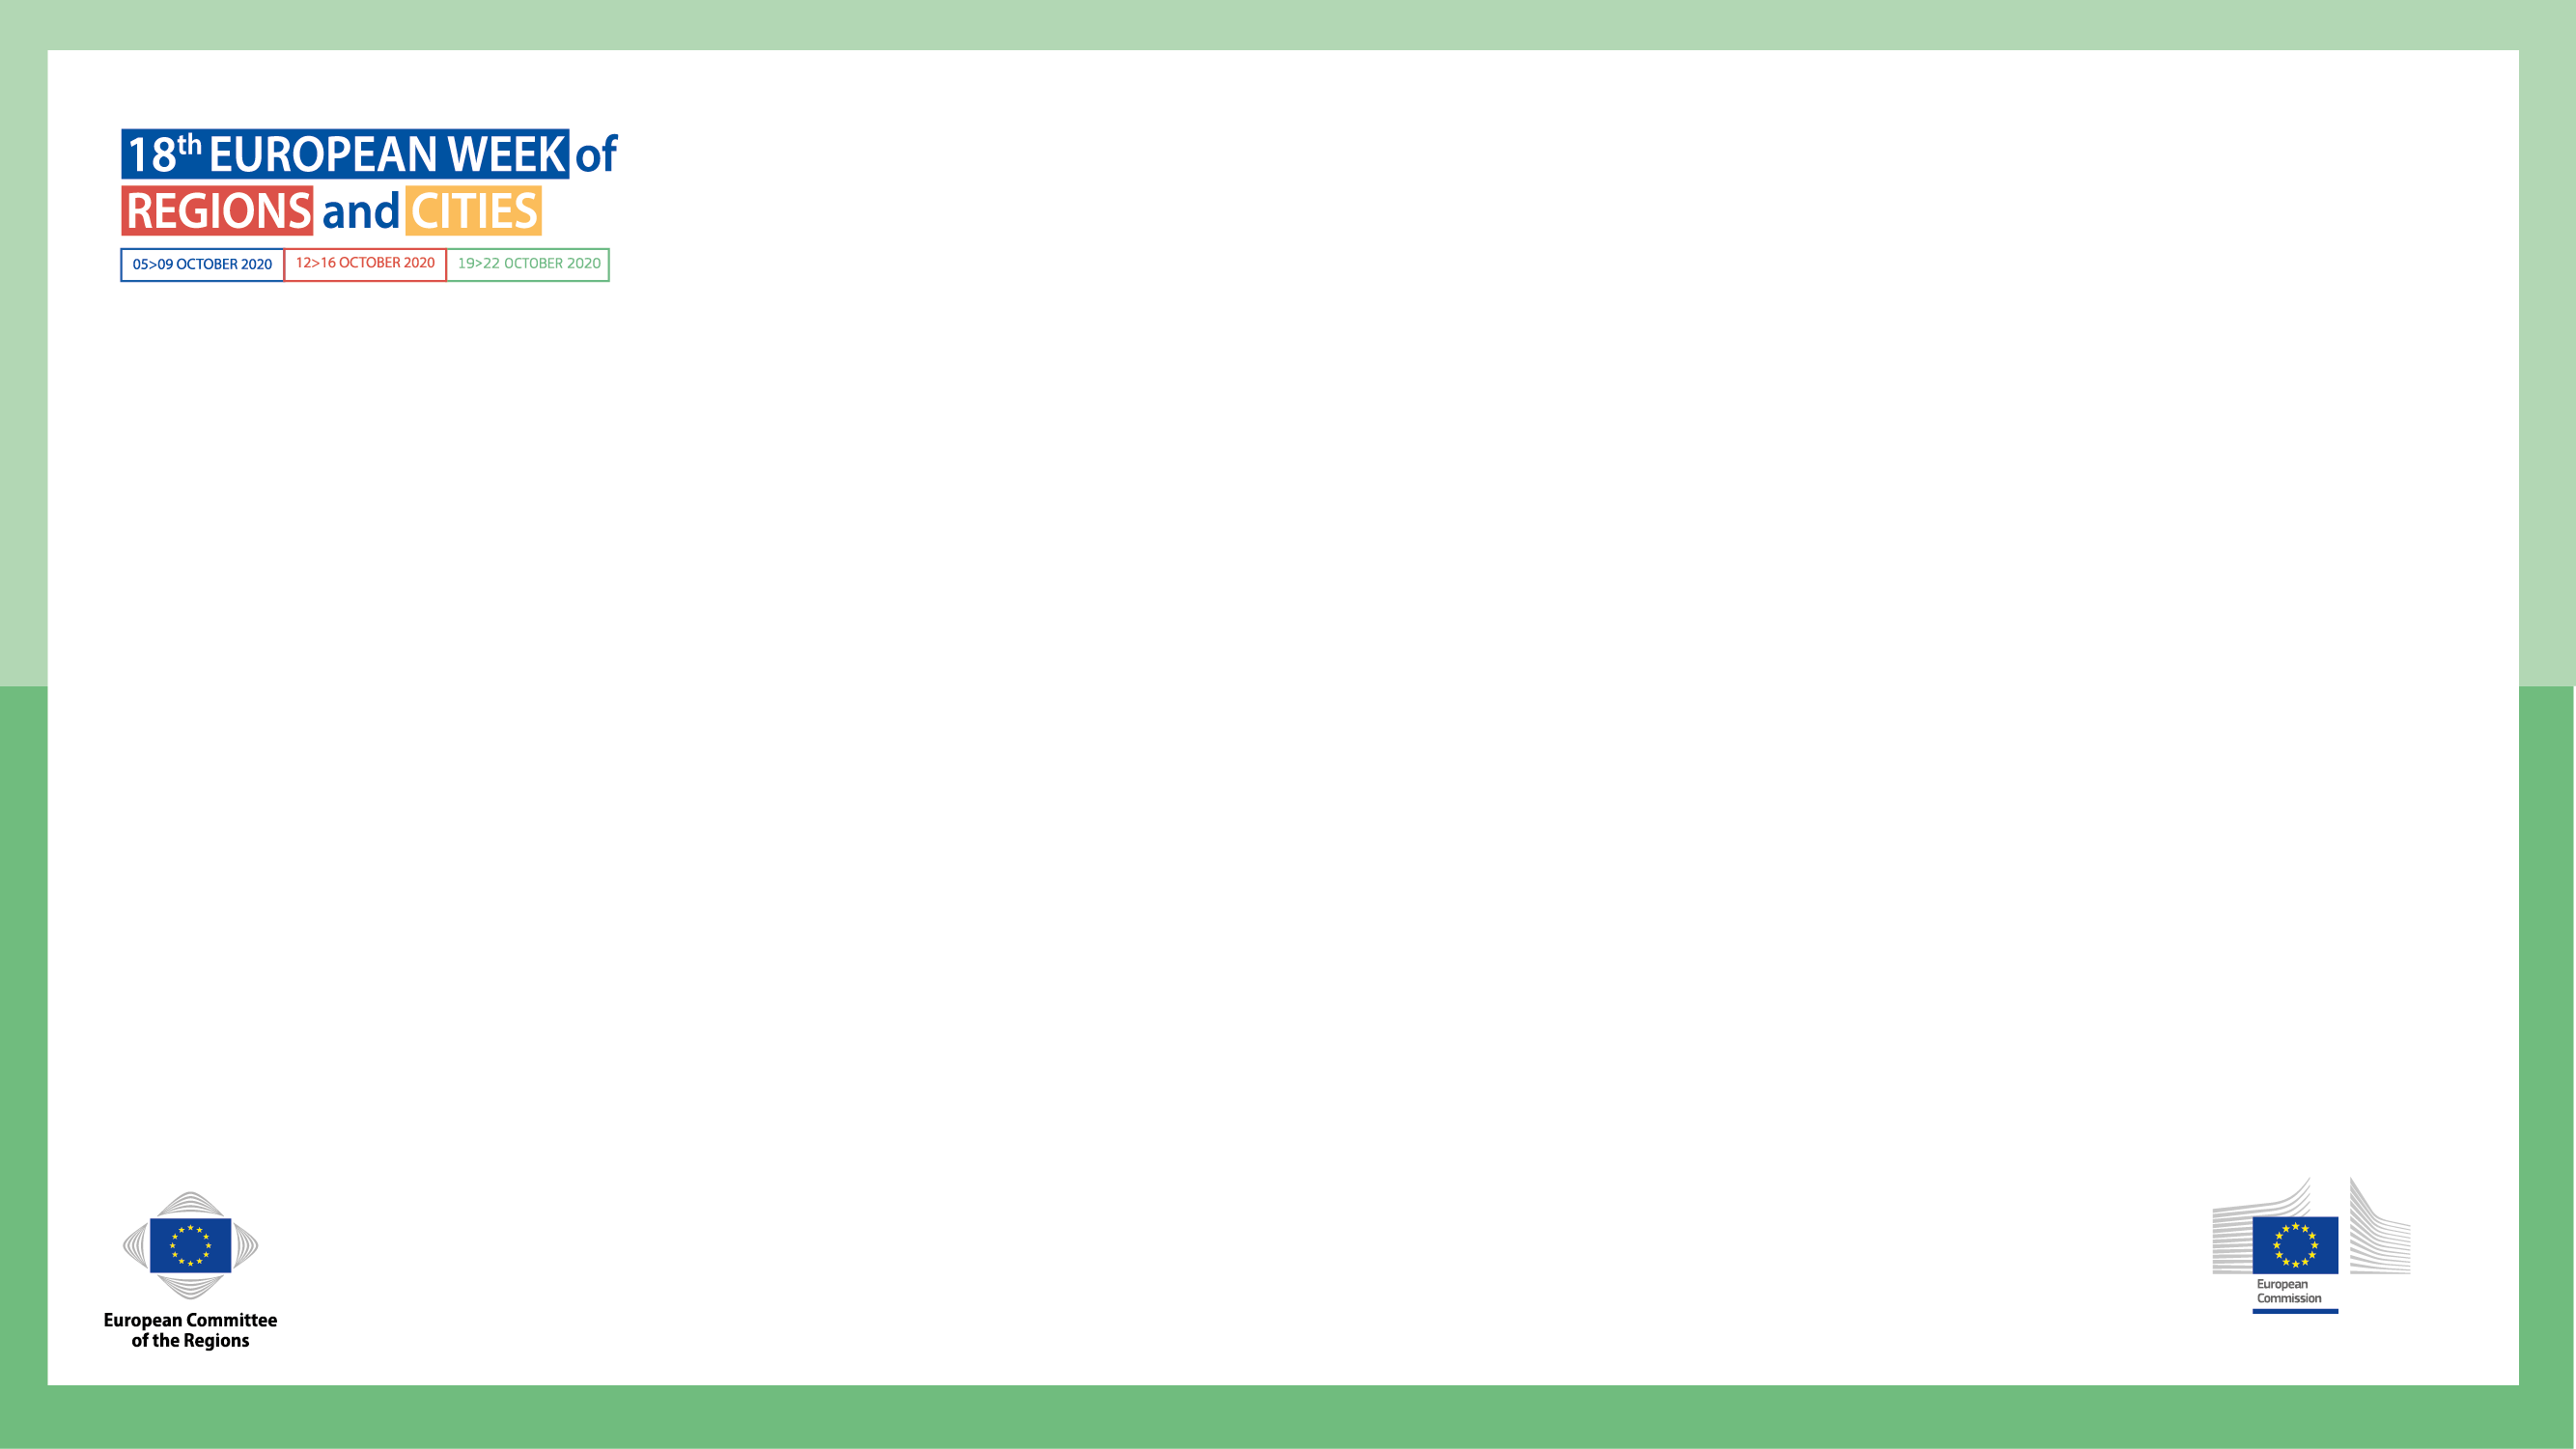 18th EUROPEAN WEEK of
REGIONS and CITIES
05>09 OCTOBER 2020 12>16 OCTOBER 2020 19>22 OCTOBER 2020
European Committee
of the Regions
European
Commission